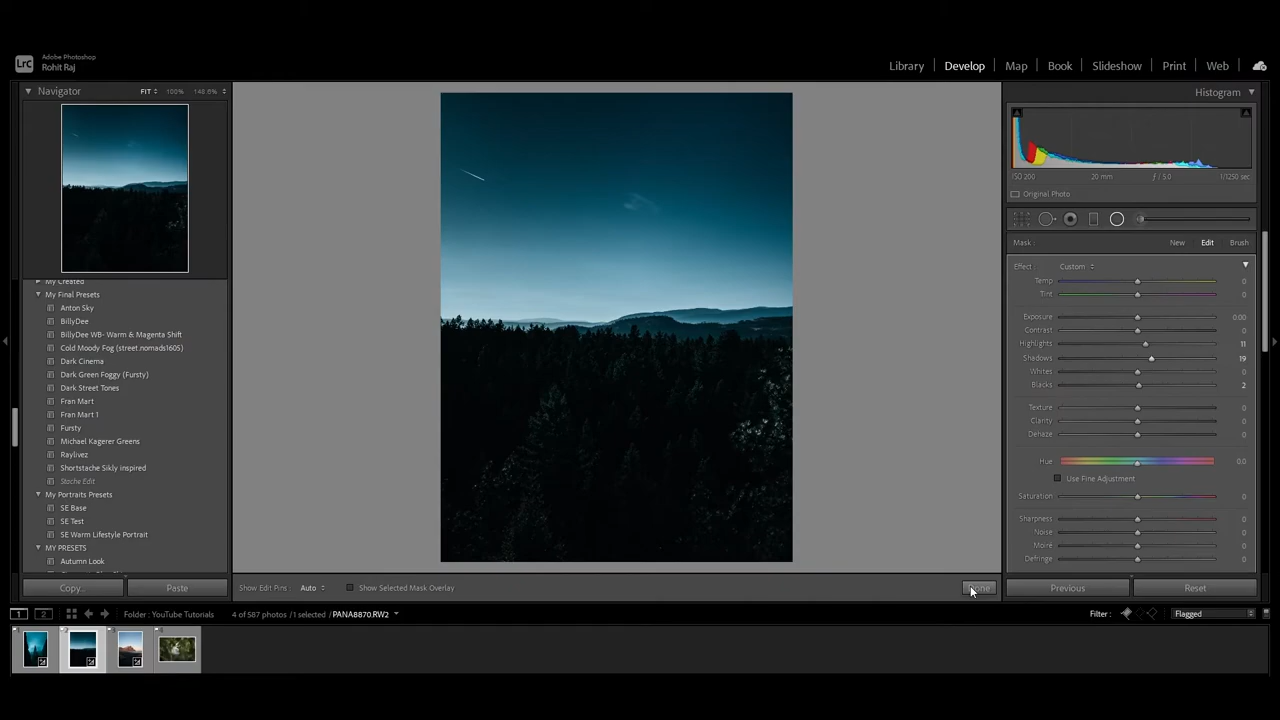 Lrc
Adobe Photoshop
Rohit Raj
Library
Develop
Map
Book
Slideshow
Print
Web
Navigator
FIT
100%
148.6%
My Created
My Final Presets
Anton Sky
BillyDee
BillyDee WB- Warm & Magenta Shift
Cold Moody Fog (street.nomads1605)
Dark Cinema
Dark Green Foggy (Fursty)
Dark Street Tones
Fran Mart
Fran Mart 1
Fursty
Michael Kagerer Greens
Raylivez
Shortstache Sikly inspired
Stache Edit
My Portraits Presets
SE Base
SE Test
SE Warm Lifestyle Portrait
MY PRESETS
Autumn Look
Copy...
Paste
Show Edit Pins :
Auto
Show Selected Mask Overlay
Done
Histogram
ISO 200
20 mm
ƒ / 5.0
1/1250 sec
Original Photo
Mask :
New
Edit
Brush
Effect :
Custom
Temp 0
Tint 0
Exposure 0.00
Contrast 0
Highlights 11
Shadows 19
Whites 0
Blacks 2
Texture 0
Clarity 0
Dehaze 0
Hue 0.0
Use Fine Adjustment
Saturation 0
Sharpness 0
Noise 0
Moiré 0
Defringe 0
Previous
Reset
1
2
Folder : YouTube Tutorials
4 of 587 photos / 1 selected / PANA8870.RW2
Filter :
Flagged